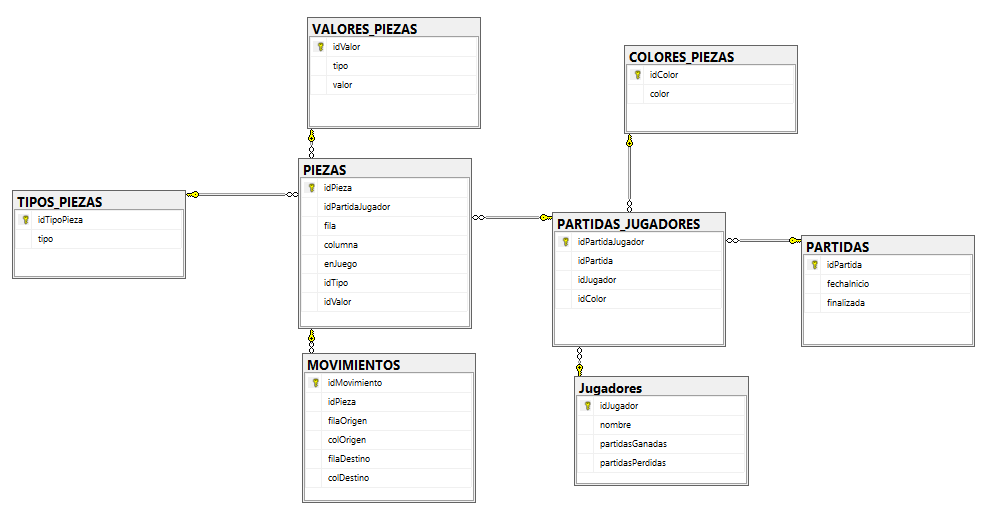 VALORES_PIEZAS
idValor
tipo
valor
COLORES_PIEZAS
idColor
color
PIEZAS
idPieza
idPartidaJugador
fila
columna
enJuego
idTipo
idValor
TIPOS_PIEZAS
idTipoPieza
tipo
PARTIDAS_JUGADORES
idPartidaJugador
idPartida
idJugador
idColor
PARTIDAS
idPartida
fechaInicio
finalizada
MOVIMIENTOS
idMovimiento
idPieza
filaOrigen
colOrigen
filaDestino
colDestino
Jugadores
idJugador
nombre
partidasGanadas
partidasPerdidas